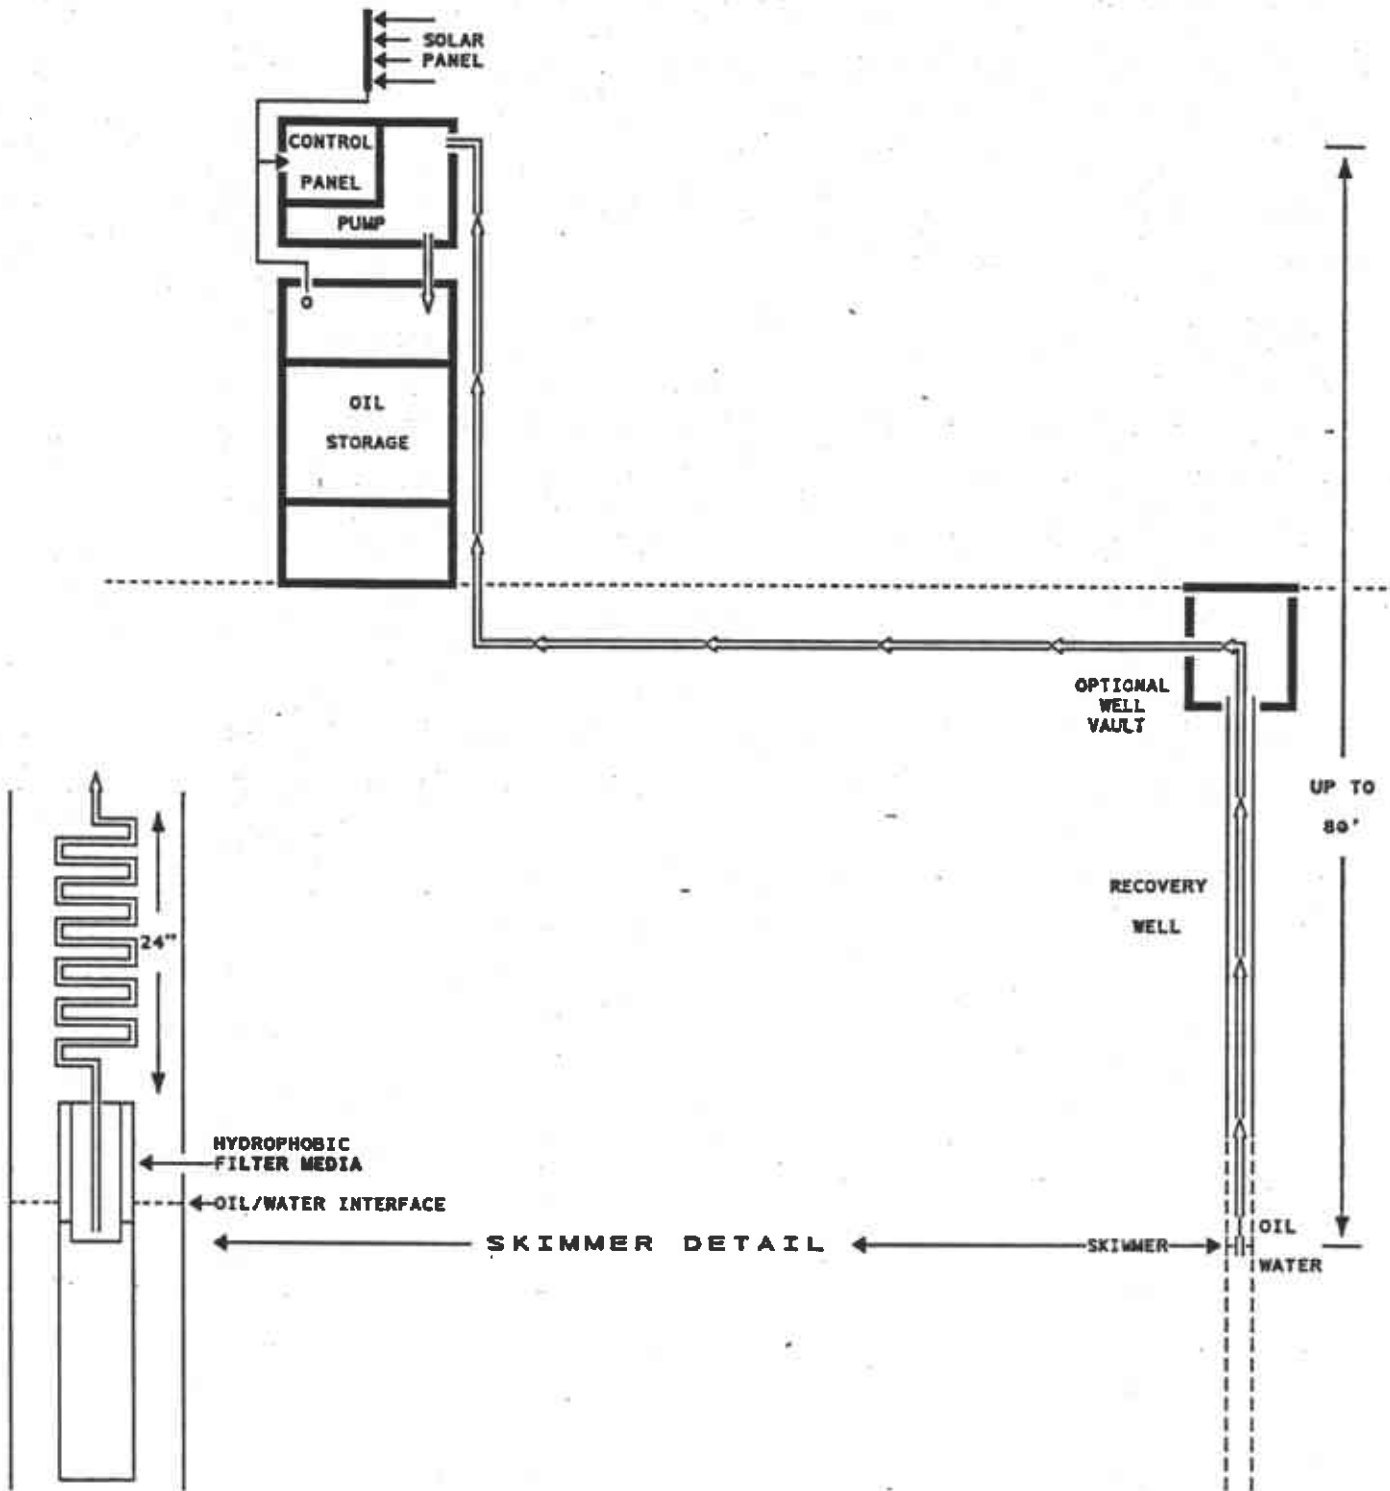 SOLAR
PANEL
CONTROL
PANEL
PUMP
OIL
STORAGE
OPTIONAL
WELL
VAULT
UP TO
80'
RECOVERY
WELL
24"
HYDROPHOBIC
FILTER MEDIA
OIL/WATER INTERFACE
SKIMMER DETAIL
SKIMMER
OIL
WATER